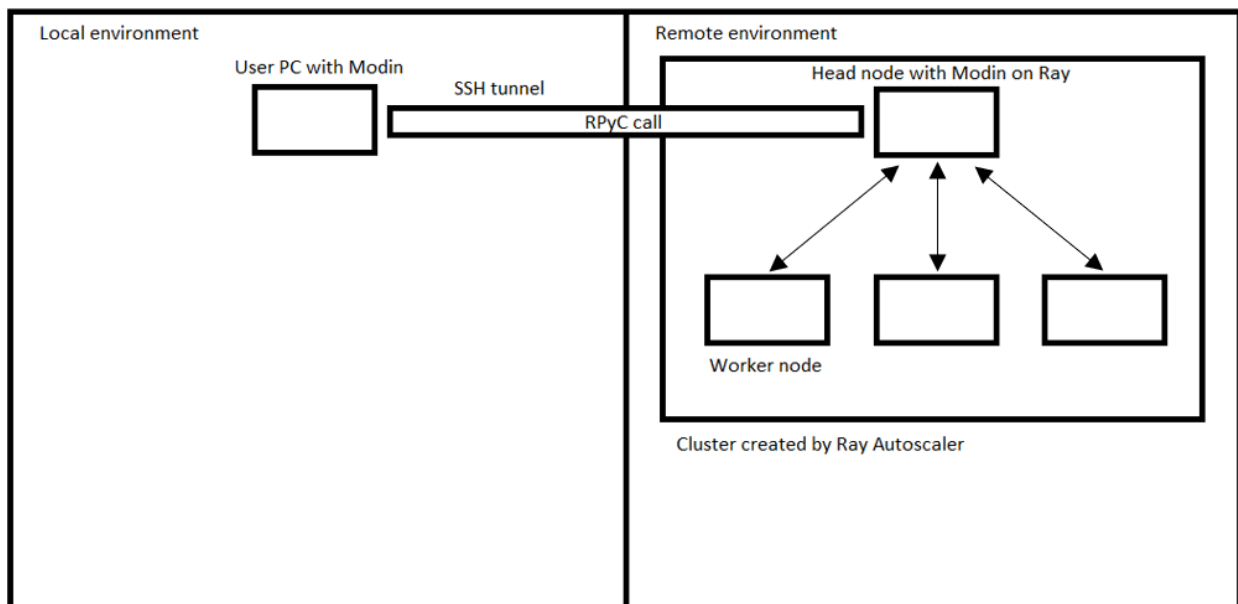 Local environment
Remote environment
User PC with Modin
Head node with Modin on Ray
SSH tunnel
RPyC call
Worker node
Cluster created by Ray Autoscaler